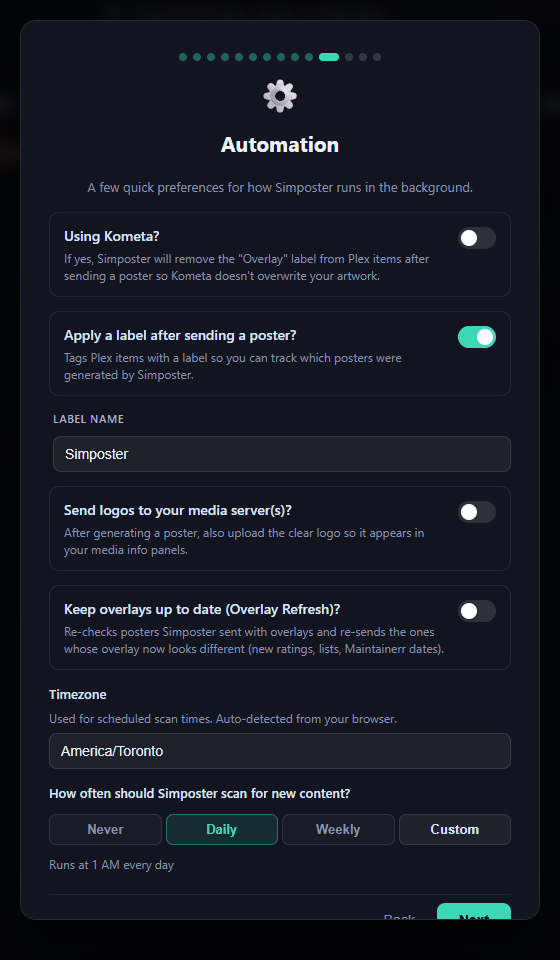 Automation
A few quick preferences for how Simposter runs in the background.
Using Kometa?
If yes, Simposter will remove the "Overlay" label from Plex items after
sending a poster so Kometa doesn't overwrite your artwork.
Apply a label after sending a poster?
Tags Plex items with a label so you can track which posters were
generated by Simposter.
LABEL NAME
Simposter
Send logos to your media server(s)?
After generating a poster, also upload the clear logo so it appears in
your media info panels.
Keep overlays up to date (Overlay Refresh)?
Re-checks posters Simposter sent with overlays and re-sends the ones
whose overlay now looks different (new ratings, lists, Maintainerr dates).
Timezone
Used for scheduled scan times. Auto-detected from your browser.
America/Toronto
How often should Simposter scan for new content?
Never Daily Weekly Custom
Runs at 1 AM every day
Back Next